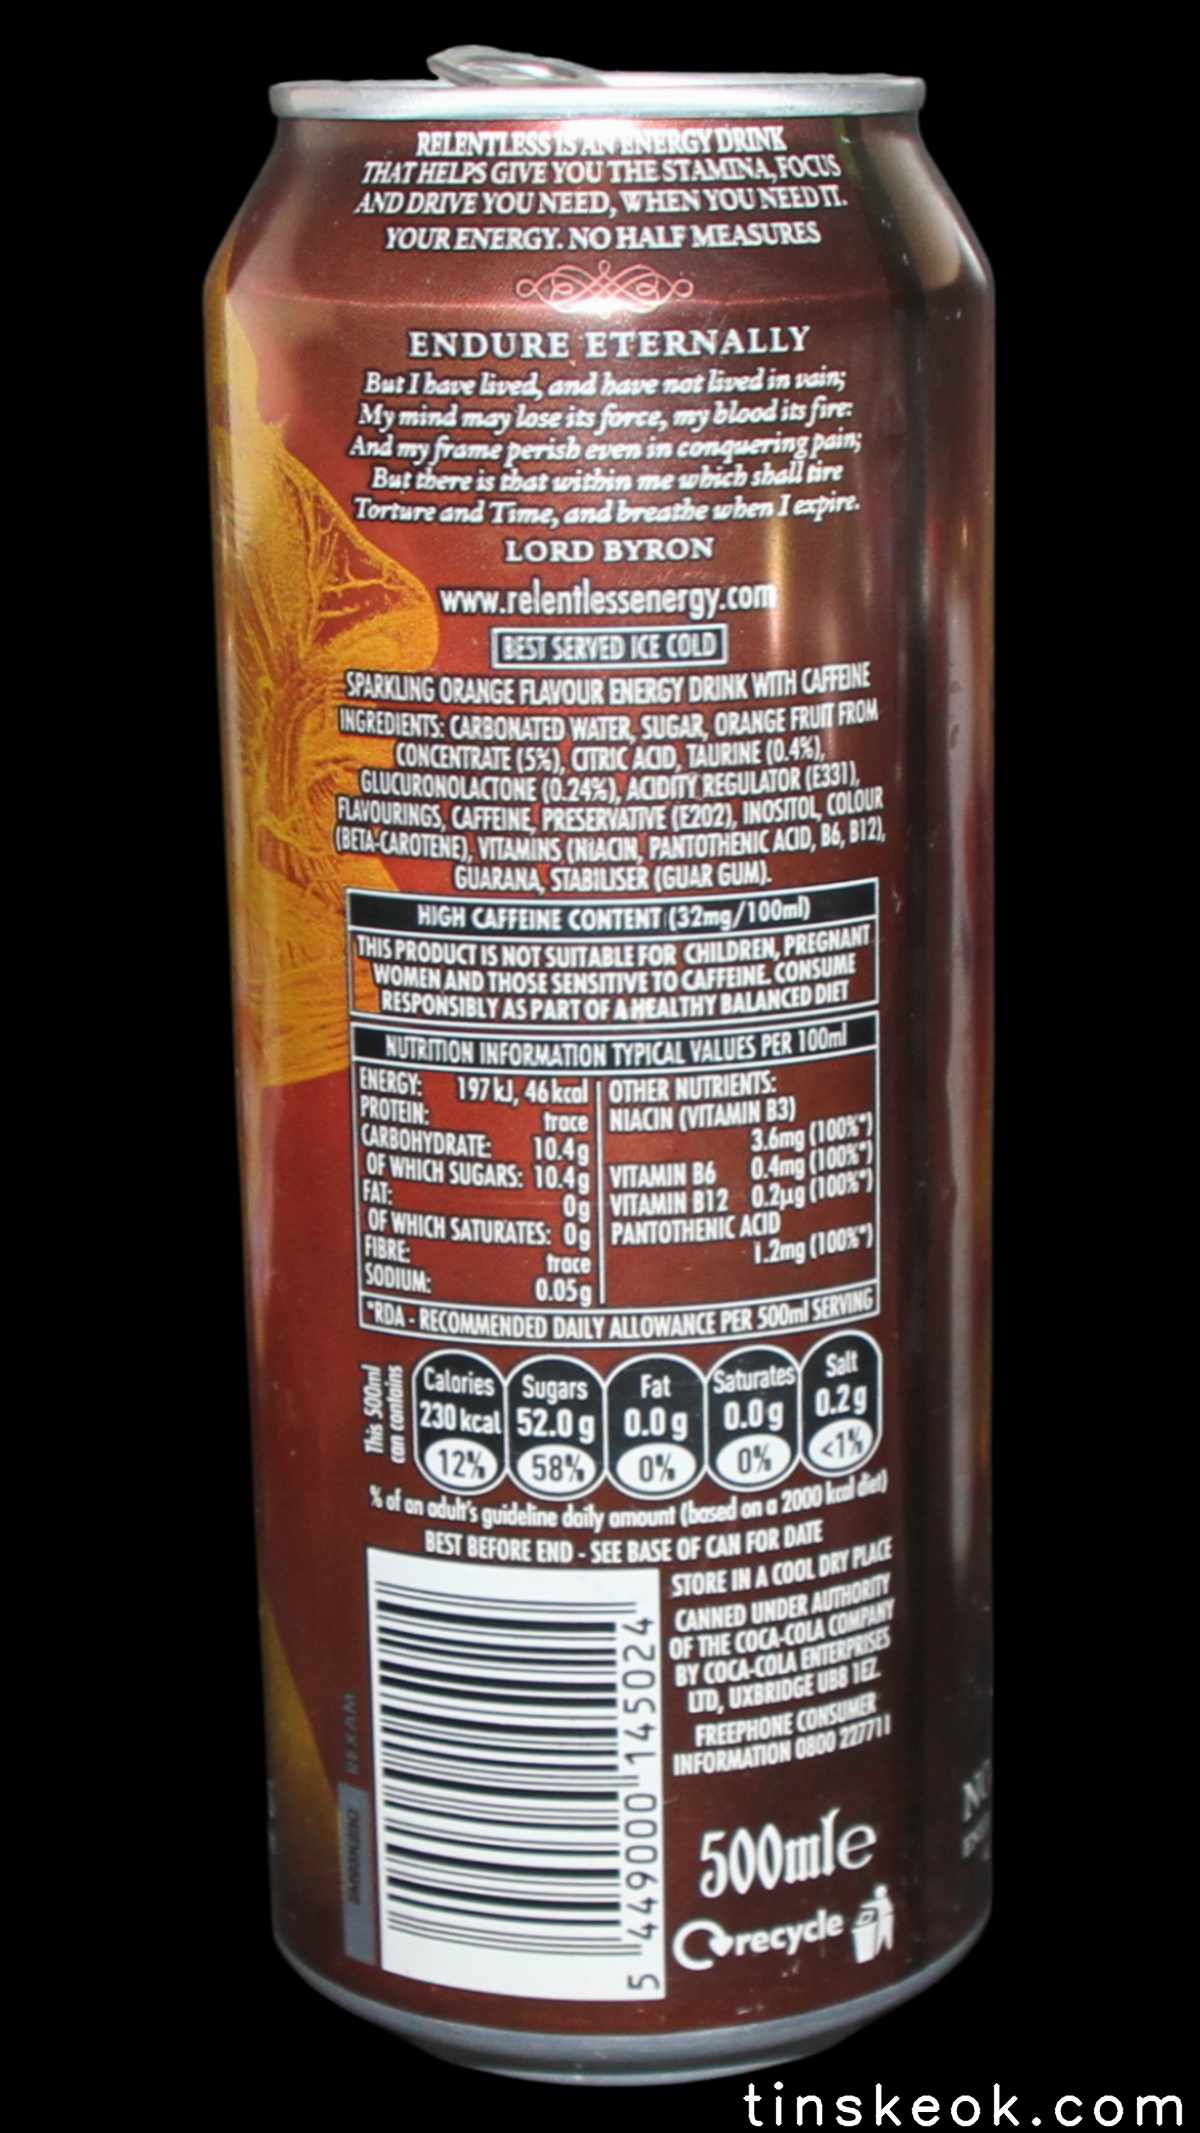 RELENTLESS IS AN ENERGY DRINK
THAT HELPS GIVE YOU THE STAMINA, FOCUS
AND DRIVE YOU NEED, WHEN YOU NEED IT.
YOUR ENERGY. NO HALF MEASURES
ENDURE ETERNALLY
But I have lived, and have not lived in vain;
My mind may lose its force, my blood its fire:
And my frame perish even in conquering pain;
But there is that within me which shall tire
Torture and Time, and breathe when I expire.
LORD BYRON
www.relentlessenergy.com
BEST SERVED ICE COLD
SPARKLING ORANGE FLAVOUR ENERGY DRINK WITH CAFFEINE
INGREDIENTS: CARBONATED WATER, SUGAR, ORANGE FRUIT FROM
CONCENTRATE (5%), CITRIC ACID, TAURINE (0.4%),
GLUCURONOLACTONE (0.24%), ACIDITY REGULATOR (E331),
FLAVOURINGS, CAFFEINE, PRESERVATIVE (E202), INOSITOL, COLOUR
(BETA-CAROTENE), VITAMINS (NIACIN, PANTOTHENIC ACID, B6, B12),
GUARANA, STABILISER (GUAR GUM).
HIGH CAFFEINE CONTENT (32mg/100ml)
THIS PRODUCT IS NOT SUITABLE FOR CHILDREN, PREGNANT
WOMEN AND THOSE SENSITIVE TO CAFFEINE. CONSUME
RESPONSIBLY AS PART OF A HEALTHY BALANCED DIET
NUTRITION INFORMATION TYPICAL VALUES PER 100ml
ENERGY: 197 kJ, 46 kcal
PROTEIN: trace
CARBOHYDRATE: 10.4g
OF WHICH SUGARS: 10.4g
FAT: 0g
OF WHICH SATURATES: 0g
FIBRE: trace
SODIUM: 0.05g
OTHER NUTRIENTS:
NIACIN (VITAMIN B3)
3.6mg (100%*)
VITAMIN B6 0.4mg (100%*)
VITAMIN B12 0.2µg (100%*)
PANTOTHENIC ACID
1.2mg (100%*)
*RDA - RECOMMENDED DAILY ALLOWANCE PER 500ml SERVING
This 500ml
can contains
Calories
230 kcal
12%
Sugars
52.0 g
58%
Fat
0.0 g
0%
Saturates
0.0 g
0%
Salt
0.2 g
<1%
% of an adult's guideline daily amount (based on a 2000 kcal diet)
BEST BEFORE END - SEE BASE OF CAN FOR DATE
STORE IN A COOL DRY PLACE
CANNED UNDER AUTHORITY
OF THE COCA-COLA COMPANY
BY COCA-COLA ENTERPRISES
LTD, UXBRIDGE UB8 1EZ.
FREEPHONE CONSUMER
INFORMATION 0800 227711
5 449000 145024
REXAM
500ml e
recycle
tinskeok.com